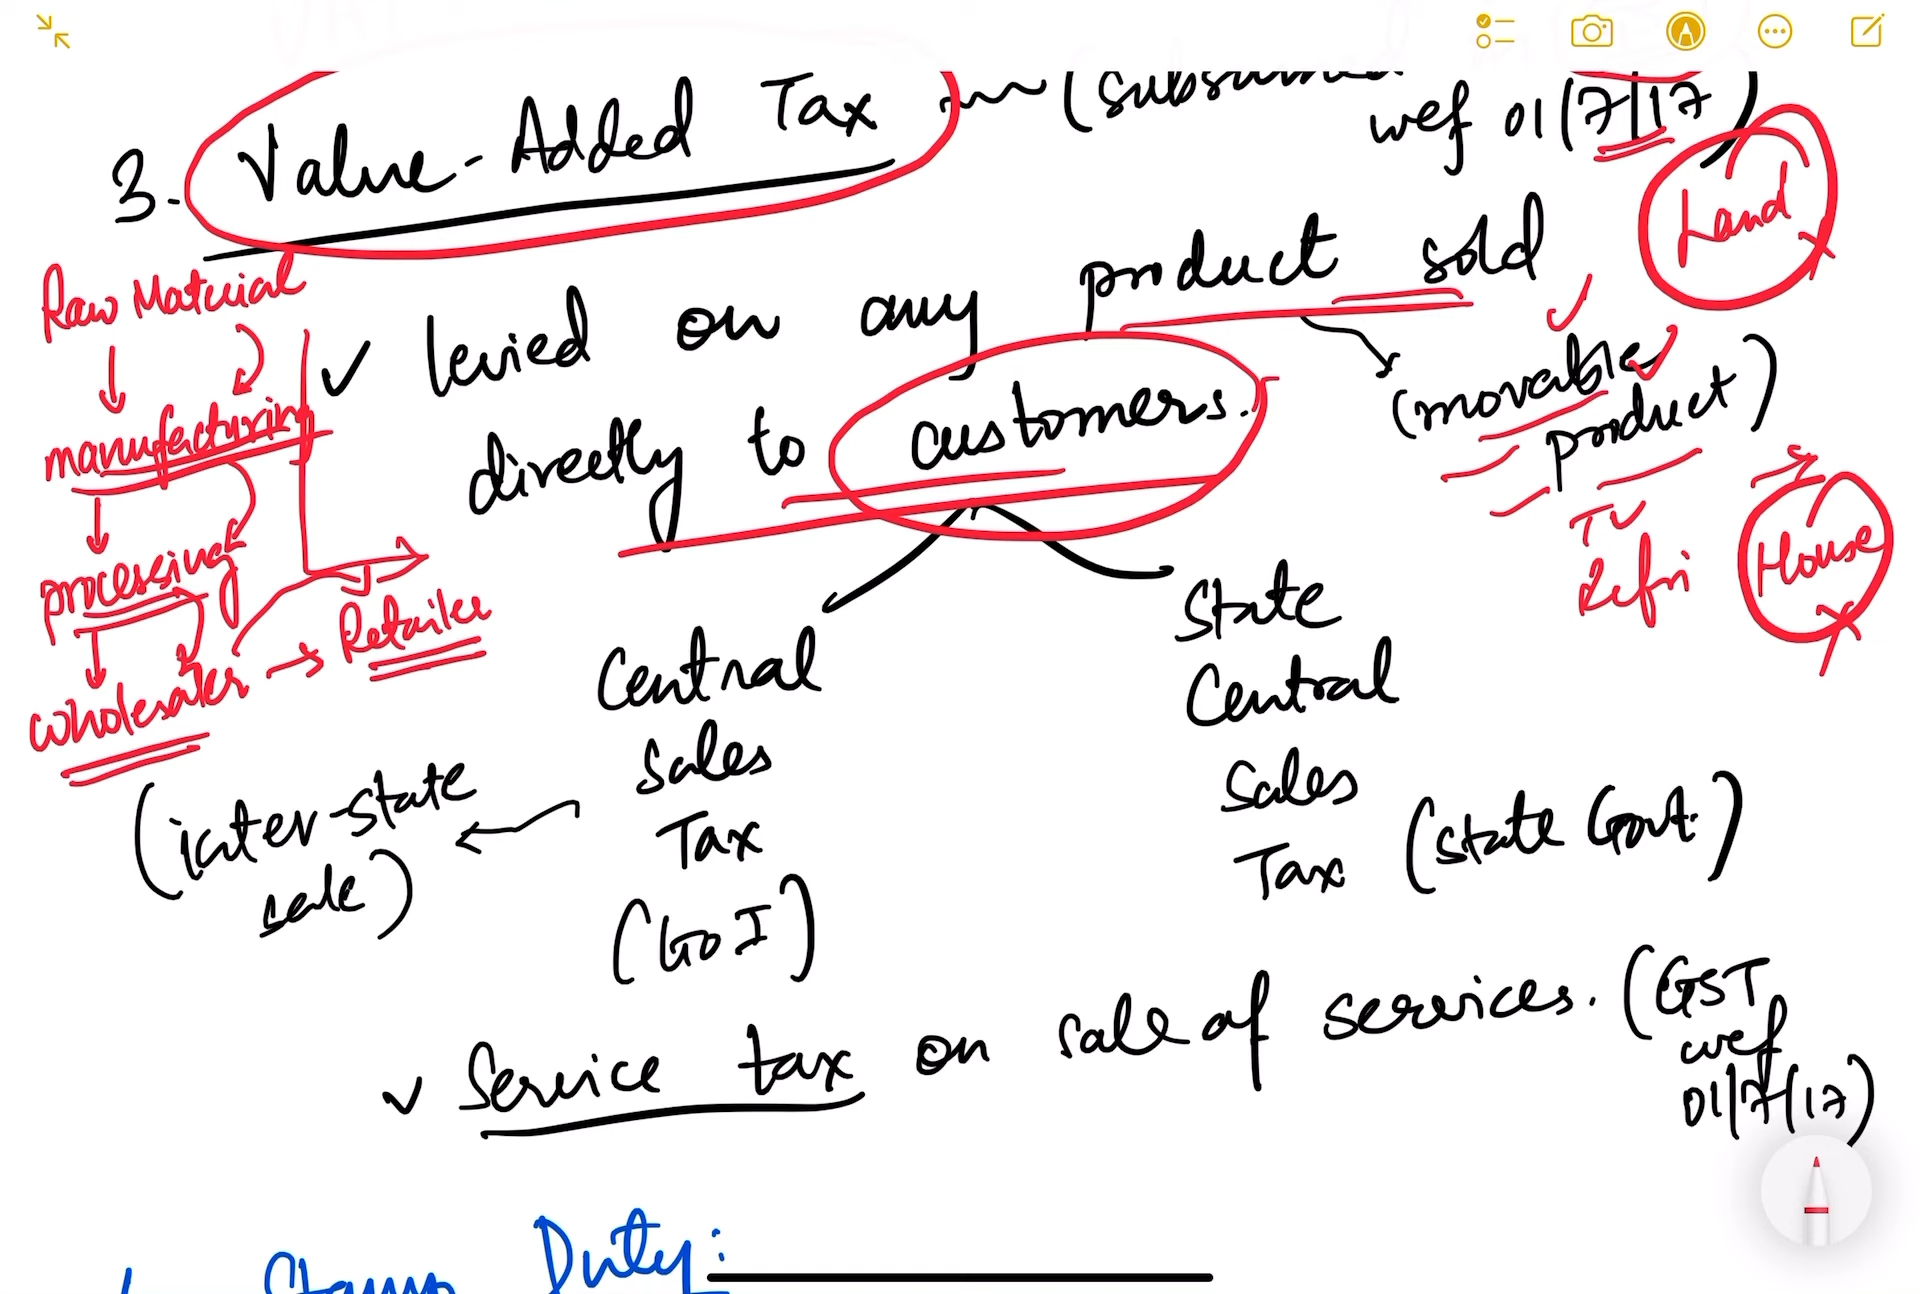 3. Value-Added Tax (subsumed
wef 01/7/17)
Land
Raw Material
manufacturing
processing
wholesaler → Retailer
✓ levied on any product sold
directly to customers.
(movable
product)
TV
Refri
House
Central
Sales
Tax
(GoI)
(inter-state
sale)
State
Central
Sales
Tax (State Govt.)
✓ Service tax on sale of services. (GST
wef
01/7/17)
Stamp Duty: